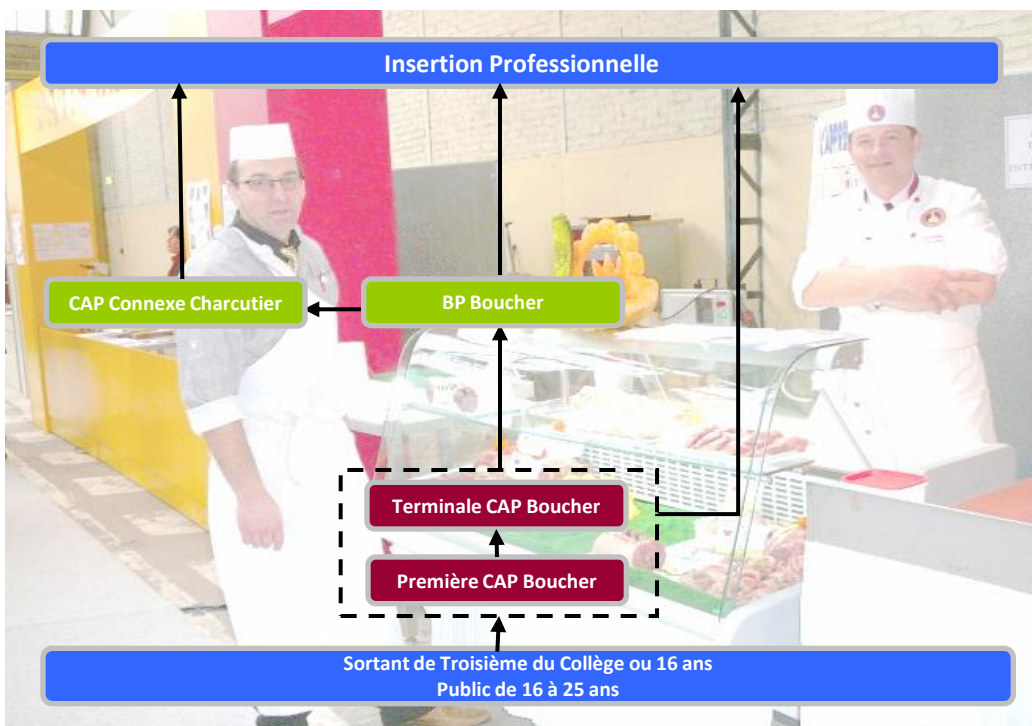 Insertion Professionnelle
CAP Connexe Charcutier
BP Boucher
Terminale CAP Boucher
Première CAP Boucher
Sortant de Troisième du Collège ou 16 ans
Public de 16 à 25 ans